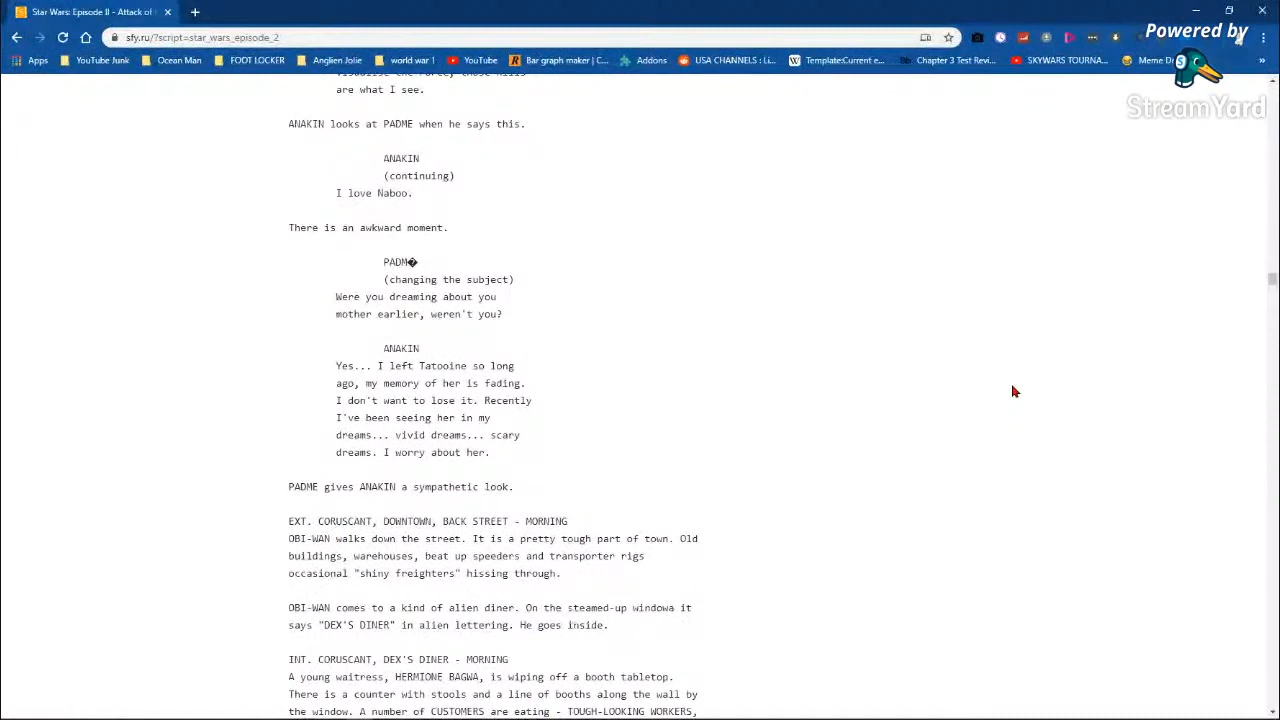 Star Wars: Episode II - Attack of
sfy.ru/?script=star_wars_episode_2
Powered by
Apps YouTube Junk Ocean Man FOOT LOCKER Anglien Jolie world war 1 YouTube Bar graph maker | C... Addons USA CHANNELS : Li... Template:Current e... Chapter 3 Test Revi... SKYWARS TOURNA... Meme D
StreamYard
are what I see.
ANAKIN looks at PADME when he says this.
ANAKIN
(continuing)
I love Naboo.
There is an awkward moment.
PADM�
(changing the subject)
Were you dreaming about you
mother earlier, weren't you?
ANAKIN
Yes... I left Tatooine so long
ago, my memory of her is fading.
I don't want to lose it. Recently
I've been seeing her in my
dreams... vivid dreams... scary
dreams. I worry about her.
PADME gives ANAKIN a sympathetic look.
EXT. CORUSCANT, DOWNTOWN, BACK STREET - MORNING
OBI-WAN walks down the street. It is a pretty tough part of town. Old
buildings, warehouses, beat up speeders and transporter rigs
occasional "shiny freighters" hissing through.
OBI-WAN comes to a kind of alien diner. On the steamed-up windowa it
says "DEX'S DINER" in alien lettering. He goes inside.
INT. CORUSCANT, DEX'S DINER - MORNING
A young waitress, HERMIONE BAGWA, is wiping off a booth tabletop.
There is a counter with stools and a line of booths along the wall by
the window. A number of CUSTOMERS are eating - TOUGH-LOOKING WORKERS,